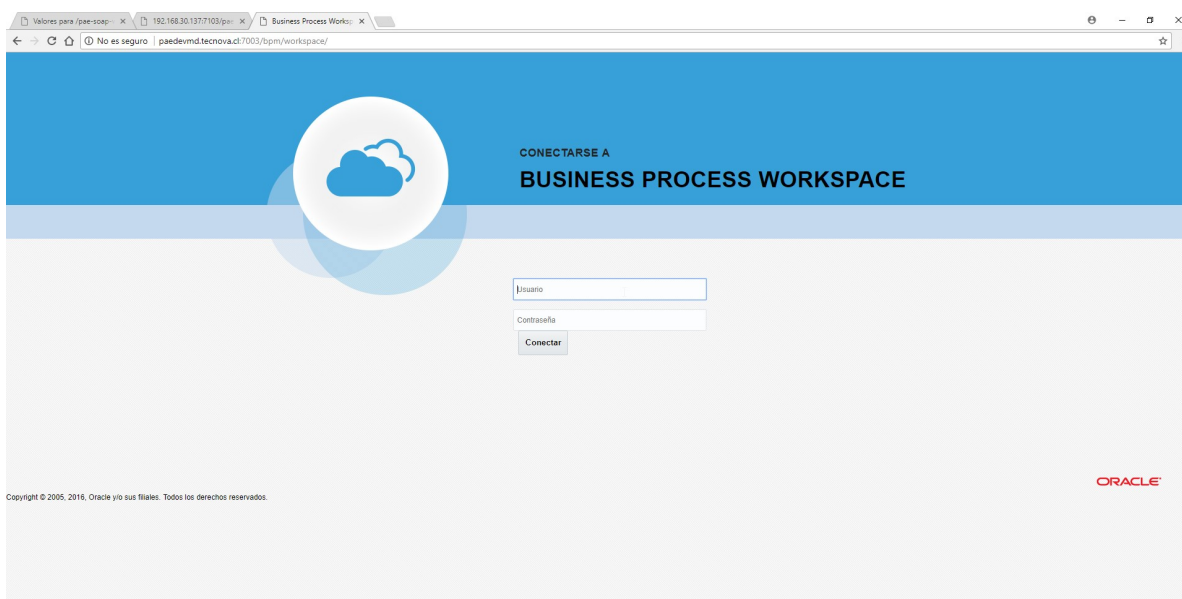 Valores para /pae-soap-
192.168.30.137:7103/pae
Business Process Worksp
No es seguro | paedevmd.tecnova.cl:7003/bpm/workspace/
CONECTARSE A
BUSINESS PROCESS WORKSPACE
Usuario
Contraseña
Conectar
ORACLE
Copyright © 2005, 2016, Oracle y/o sus filiales. Todos los derechos reservados.